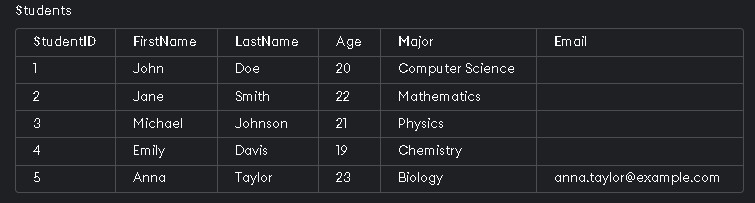 Students
StudentID FirstName LastName Age Major Email
1 John Doe 20 Computer Science
2 Jane Smith 22 Mathematics
3 Michael Johnson 21 Physics
4 Emily Davis 19 Chemistry
5 Anna Taylor 23 Biology anna.taylor@example.com